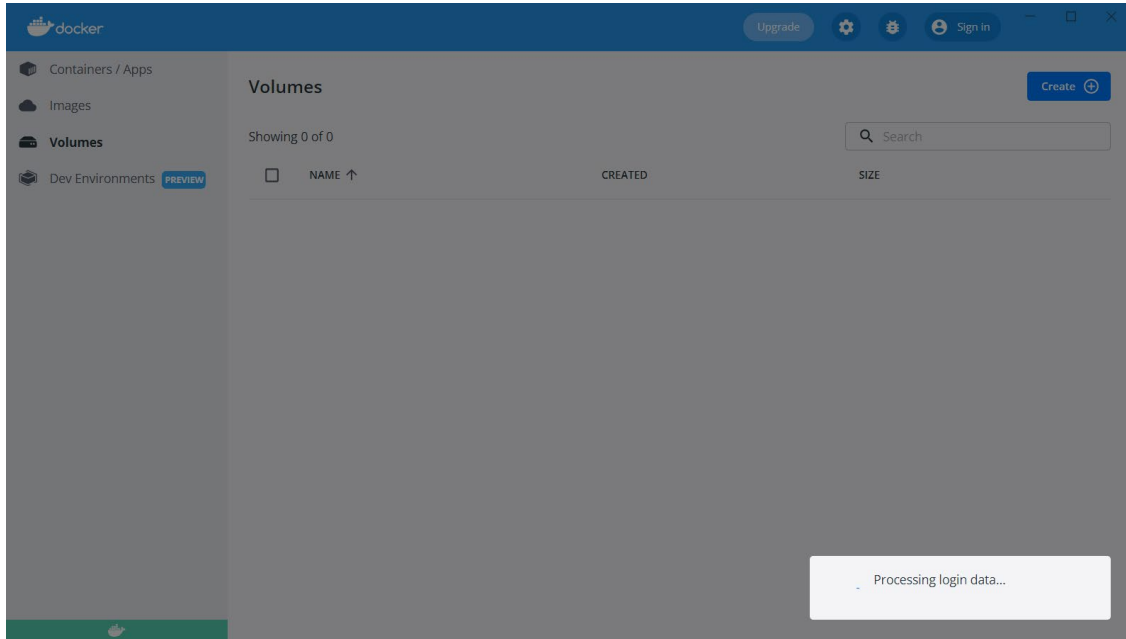 docker
Upgrade
Sign in
Containers / Apps
Images
Volumes
Dev Environments PREVIEW
Volumes
Create
Showing 0 of 0
Search
NAME CREATED SIZE
Processing login data...